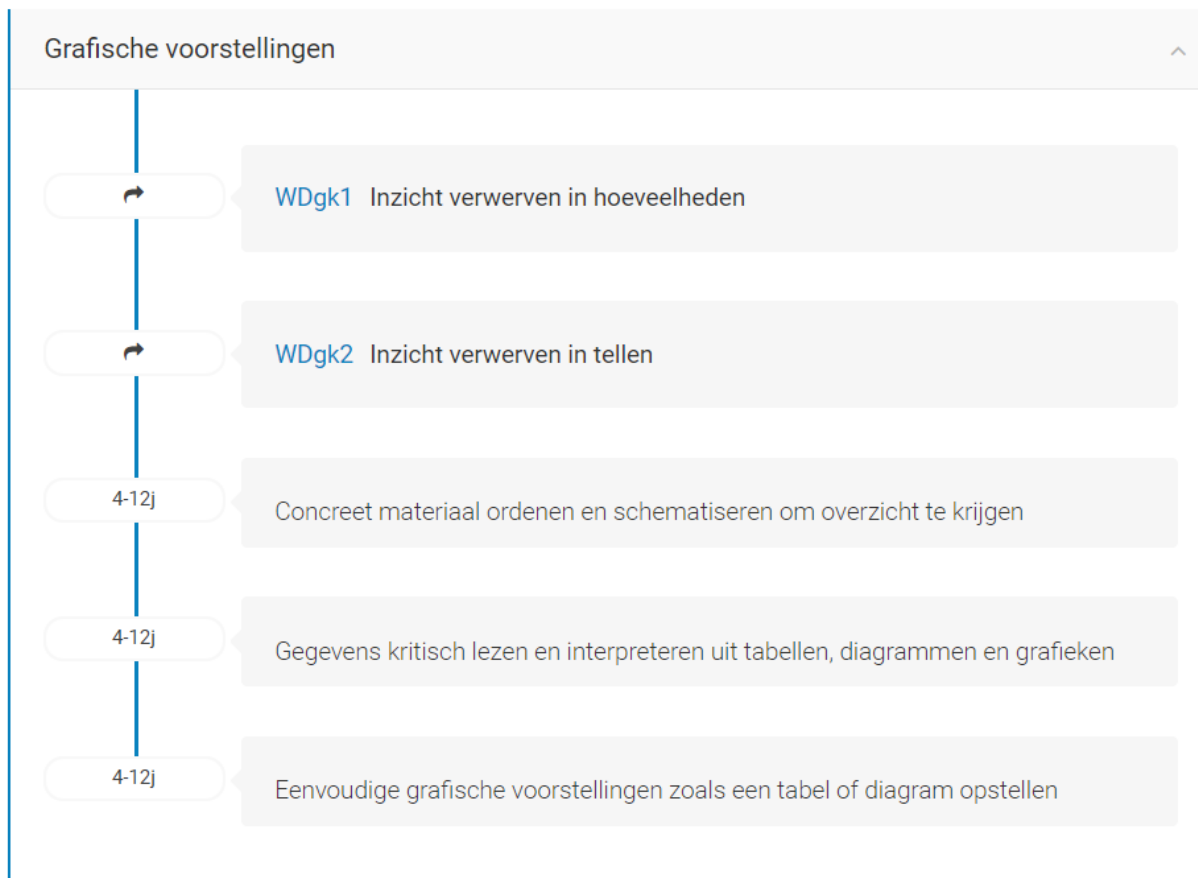 Grafische voorstellingen
WDgk1 Inzicht verwerven in hoeveelheden
WDgk2 Inzicht verwerven in tellen
4-12j Concreet materiaal ordenen en schematiseren om overzicht te krijgen
4-12j Gegevens kritisch lezen en interpreteren uit tabellen, diagrammen en grafieken
4-12j Eenvoudige grafische voorstellingen zoals een tabel of diagram opstellen